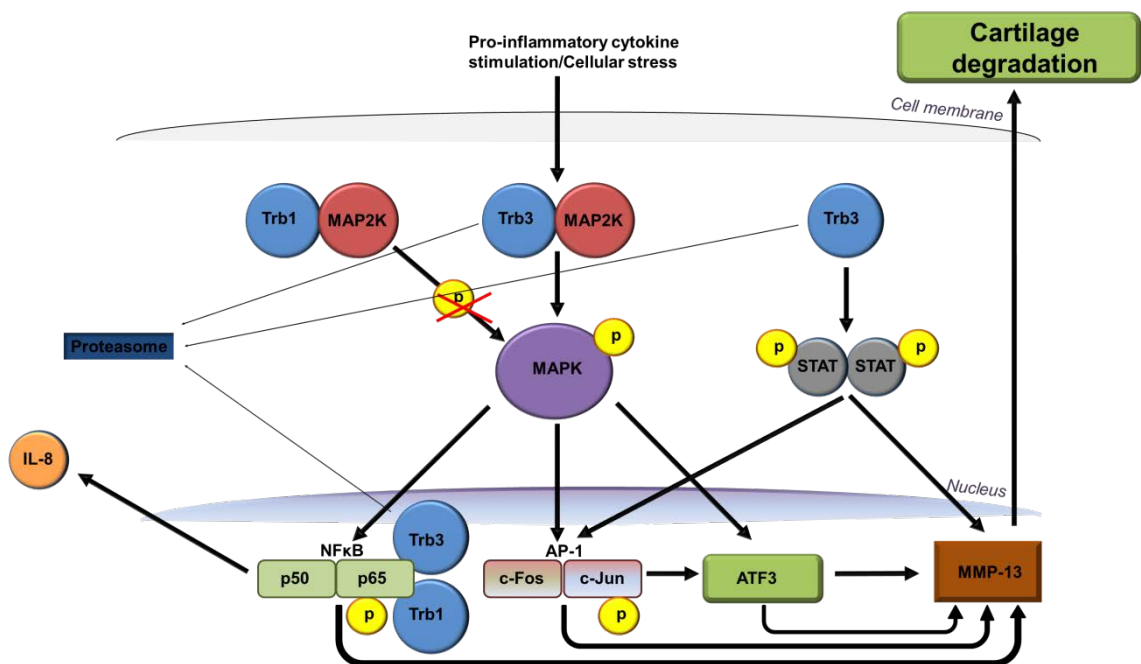 Cartilage
degradation
Pro-inflammatory cytokine
stimulation/Cellular stress
Cell membrane
Trb1
MAP2K
Trb3
MAP2K
Trb3
p
p
p
p
Proteasome
MAPK
STAT
STAT
IL-8
Nucleus
NFκB
Trb3
AP-1
p50
p65
c-Fos
c-Jun
ATF3
MMP-13
p
Trb1
p